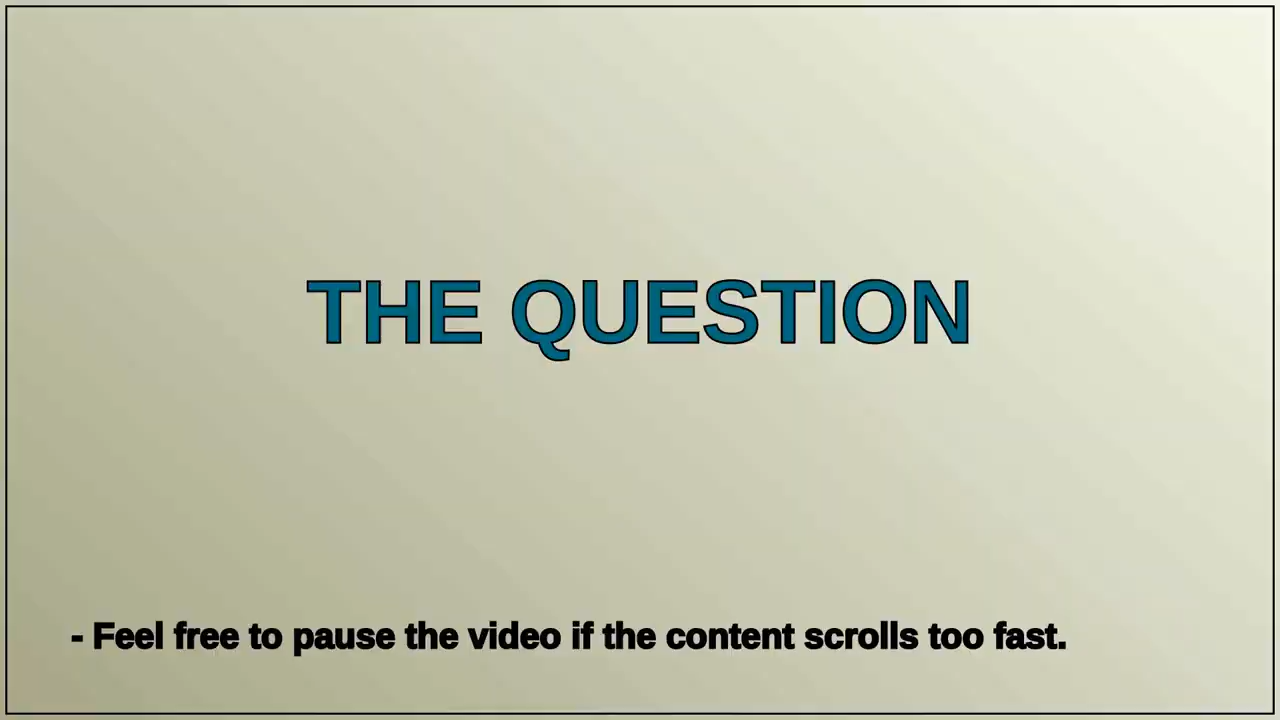 THE QUESTION
- Feel free to pause the video if the content scrolls too fast.